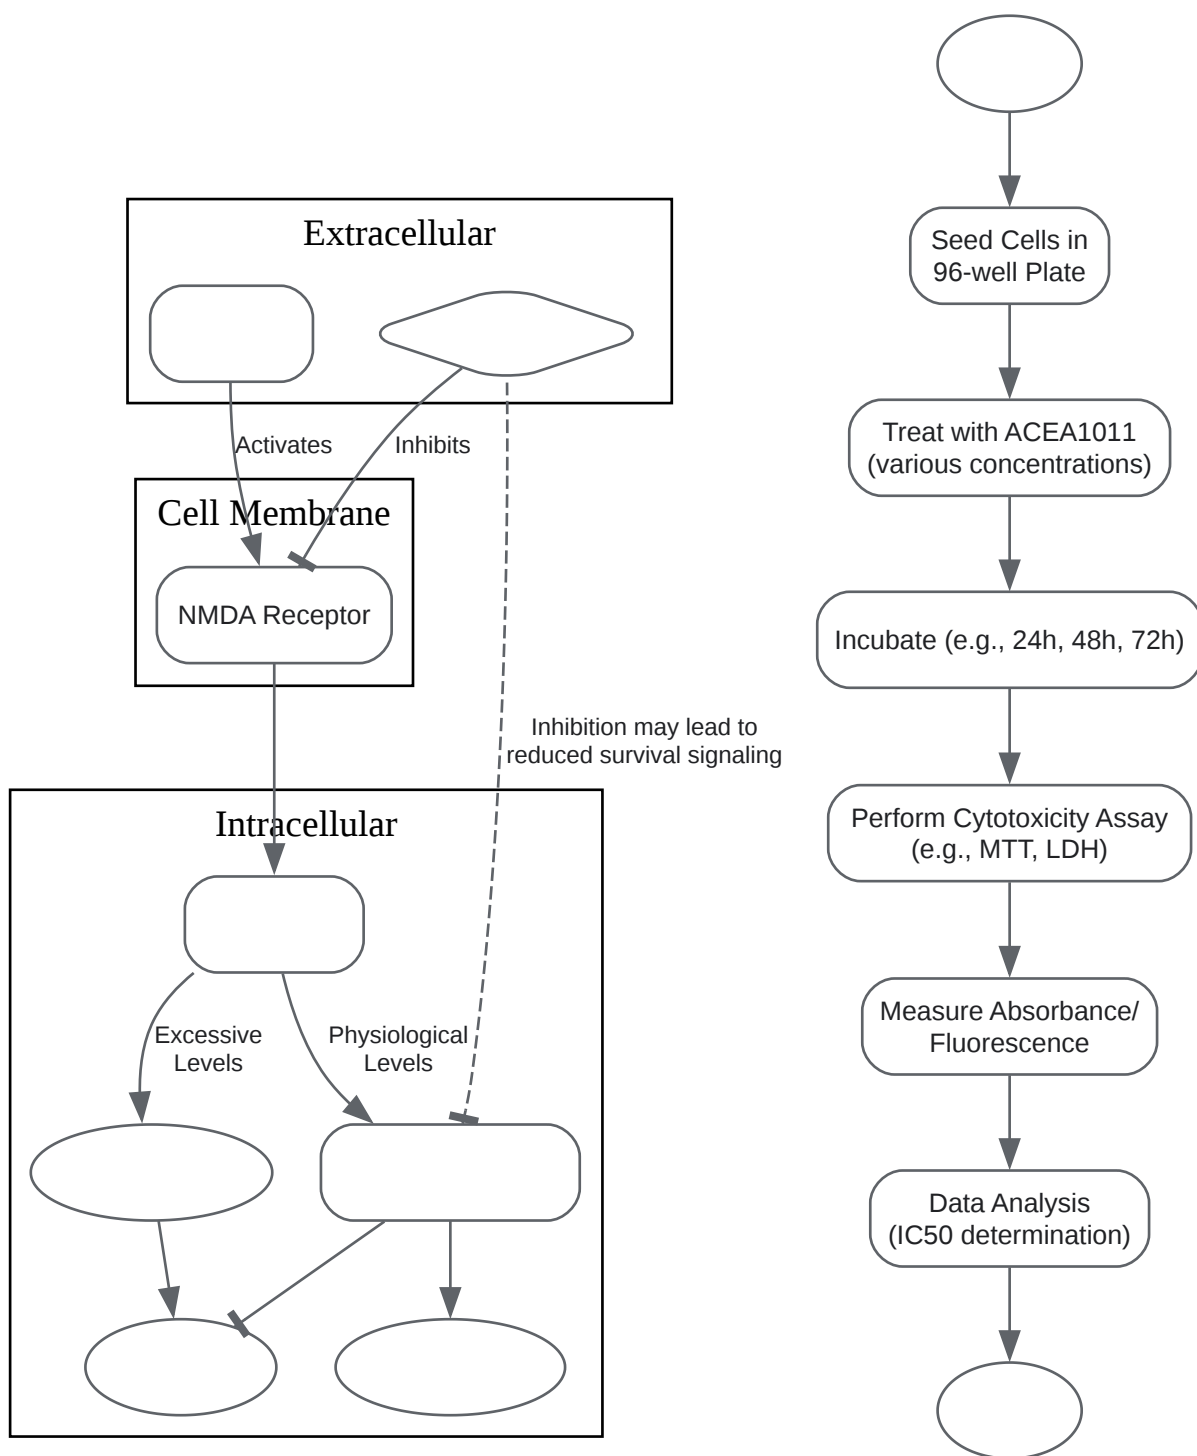 Extracellular
Activates
Inhibits
Cell Membrane
NMDA Receptor
Inhibition may lead to
reduced survival signaling
Intracellular
Excessive
Levels
Physiological
Levels
Seed Cells in
96-well Plate
Treat with ACEA1011
(various concentrations)
Incubate (e.g., 24h, 48h, 72h)
Perform Cytotoxicity Assay
(e.g., MTT, LDH)
Measure Absorbance/
Fluorescence
Data Analysis
(IC50 determination)